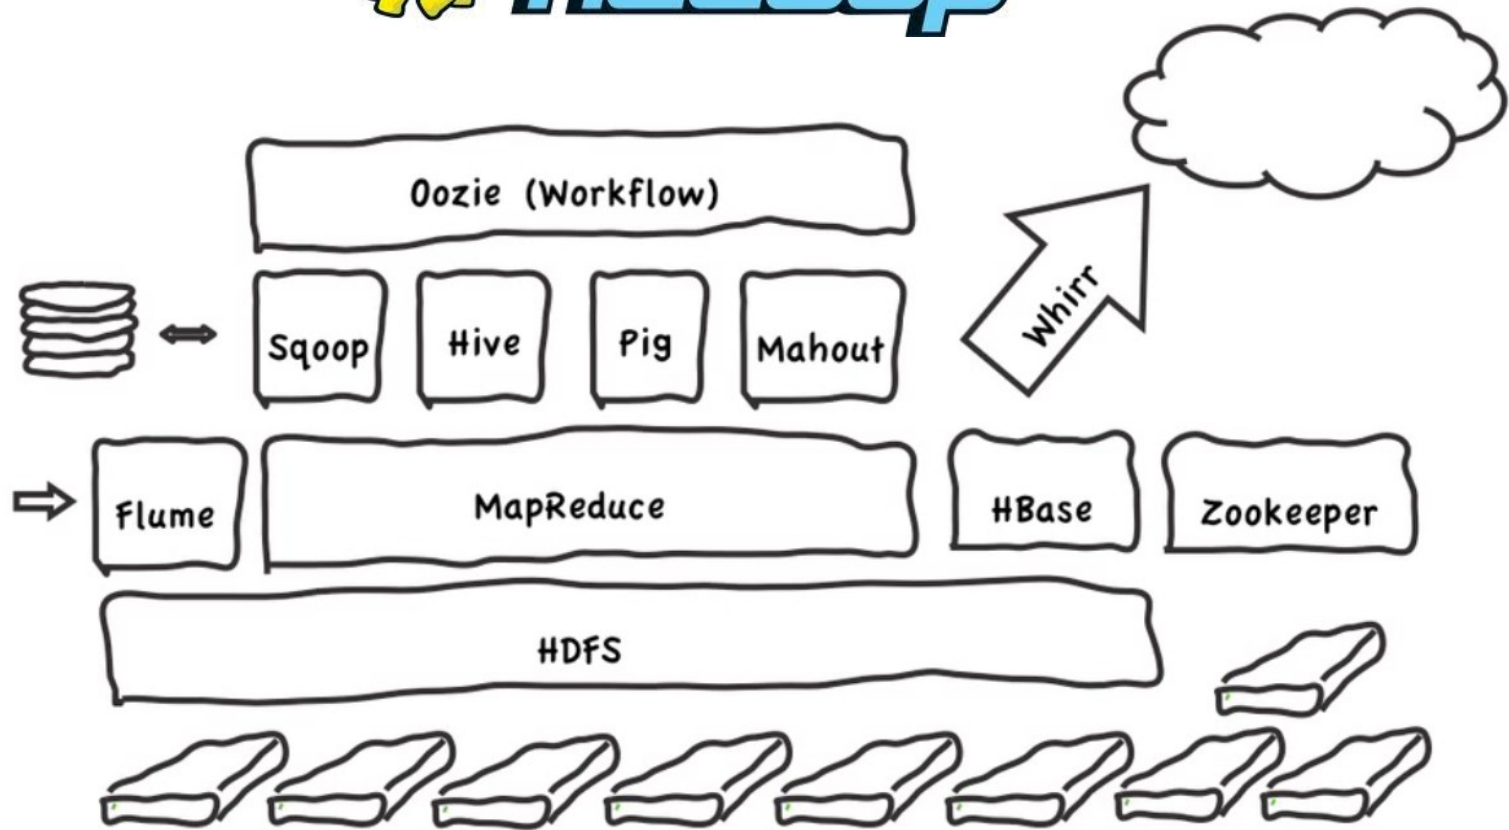 Oozie (Workflow)
Sqoop
Hive
Pig
Mahout
Whirr
Flume
MapReduce
HBase
Zookeeper
HDFS